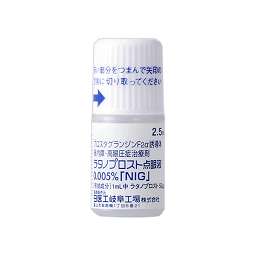 部分をつまんで矢印の
に切り取ってください。
2.5
プロスタグランジンF2α誘導体
緑内障・高眼圧症治療剤
ラタノプロスト点眼液
0.005%「NIG」
1mL中 ラタノプロスト50
日医工岐阜工場株式会社